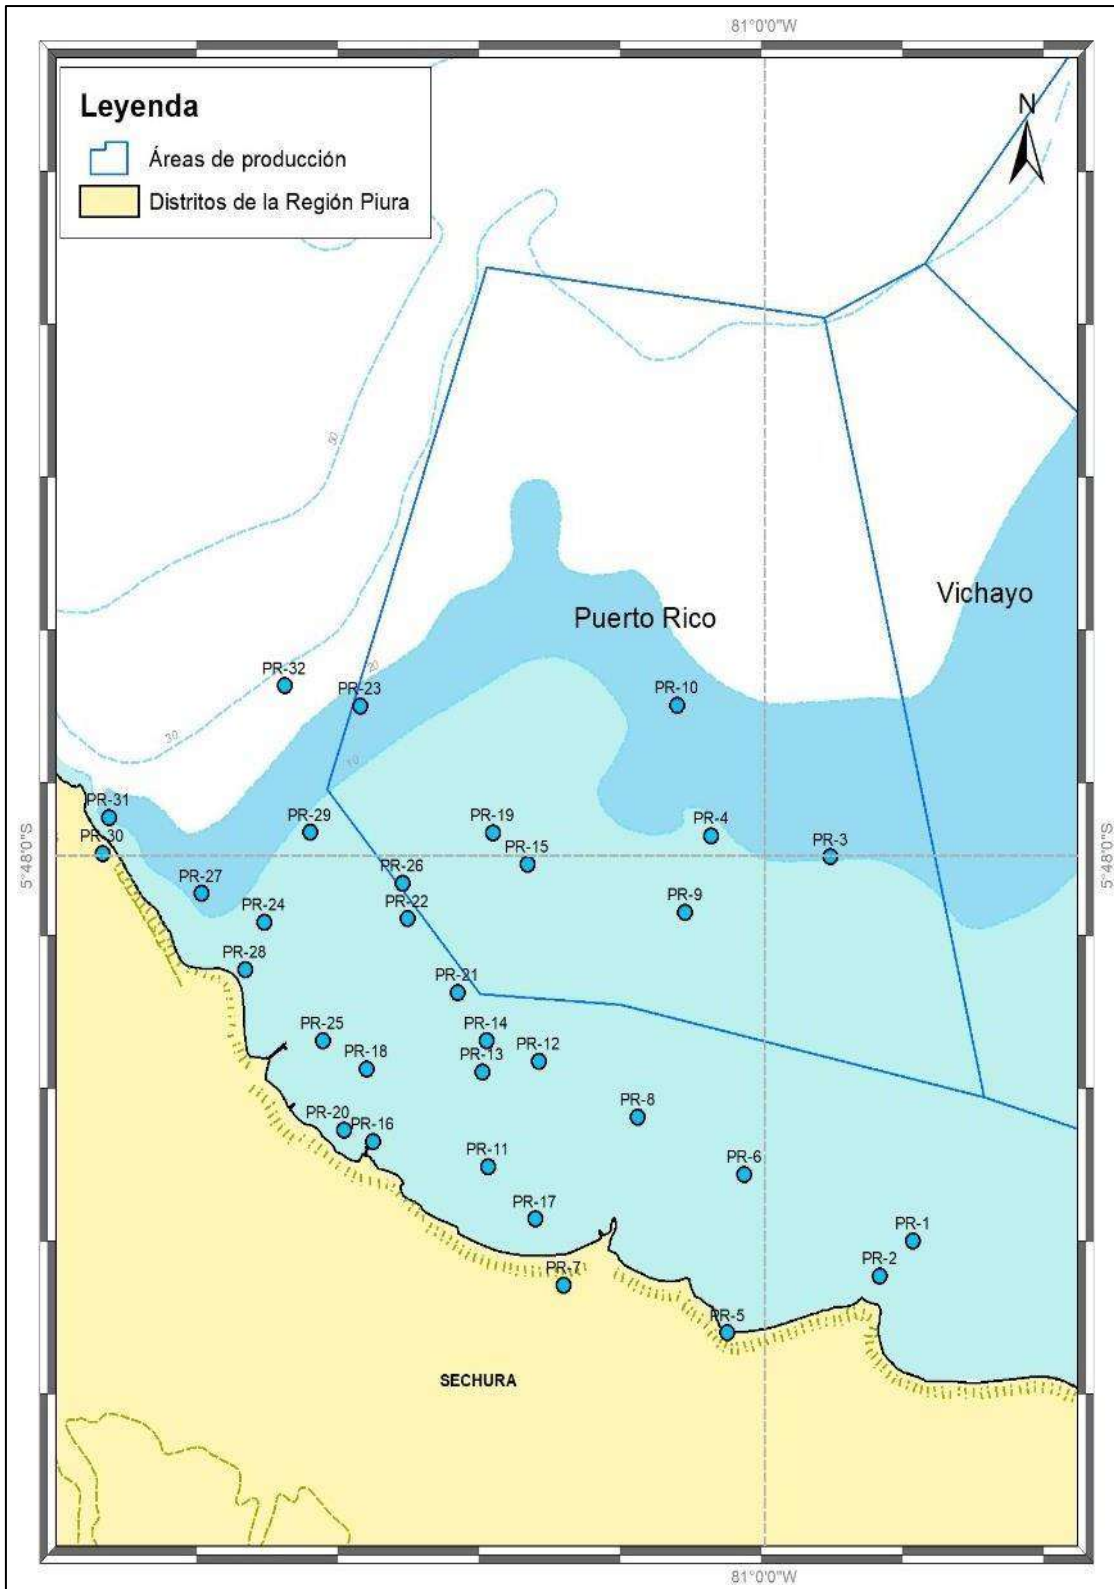 81°0'0"W
Leyenda
Áreas de producción
Distritos de la Región Piura
N
50
Vichayo
Puerto Rico
PR-32
20
PR-23
PR-10
30
10
PR-31
PR-29
PR-19
PR-4
PR-3
PR-30
PR-15
5°48'0"S
5°48'0"S
PR-26
PR-27
PR-22
PR-9
PR-24
PR-28
PR-21
PR-25
PR-14
PR-12
PR-18
PR-13
PR-8
PR-20
PR-16
PR-11
PR-6
PR-17
PR-1
PR-2
PR-7
PR-5
SECHURA
81°0'0"W